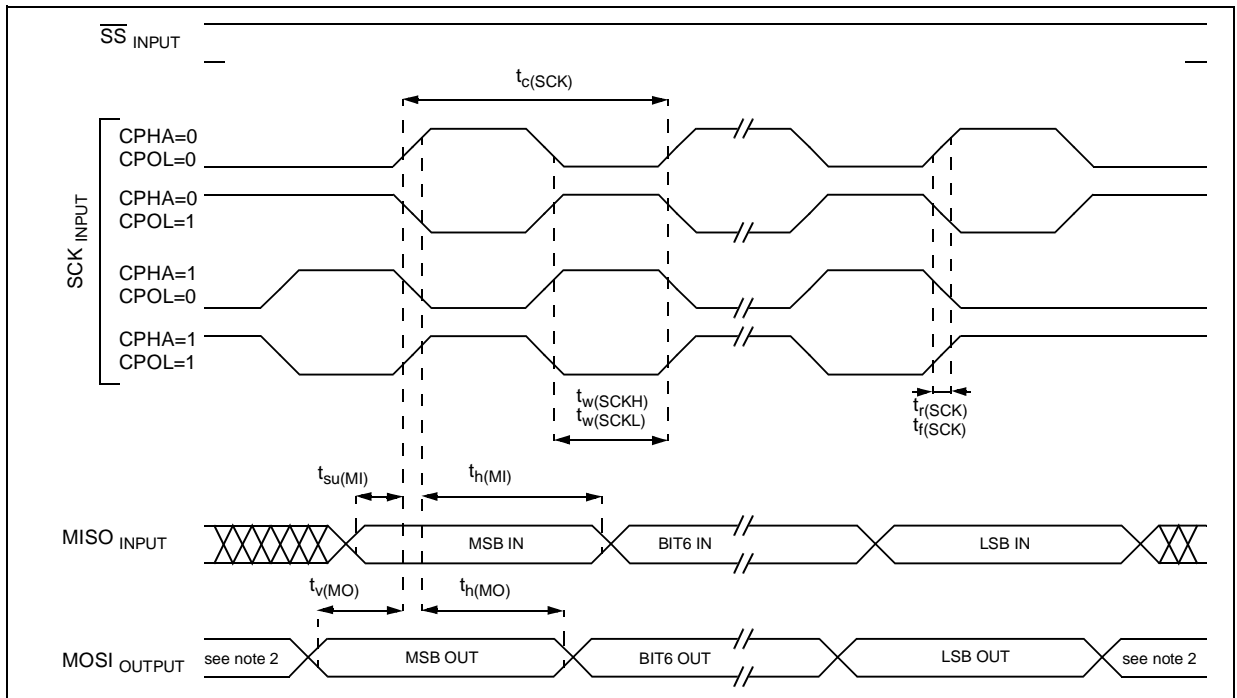 SS INPUT
tc(SCK)
SCK INPUT
CPHA=0
CPOL=0
CPHA=0
CPOL=1
CPHA=1
CPOL=0
CPHA=1
CPOL=1
tw(SCKH)
tw(SCKL)
tr(SCK)
tf(SCK)
tsu(MI)
th(MI)
MISO INPUT
MSB IN
BIT6 IN
LSB IN
tv(MO)
th(MO)
MOSI OUTPUT
see note 2
MSB OUT
BIT6 OUT
LSB OUT
see note 2